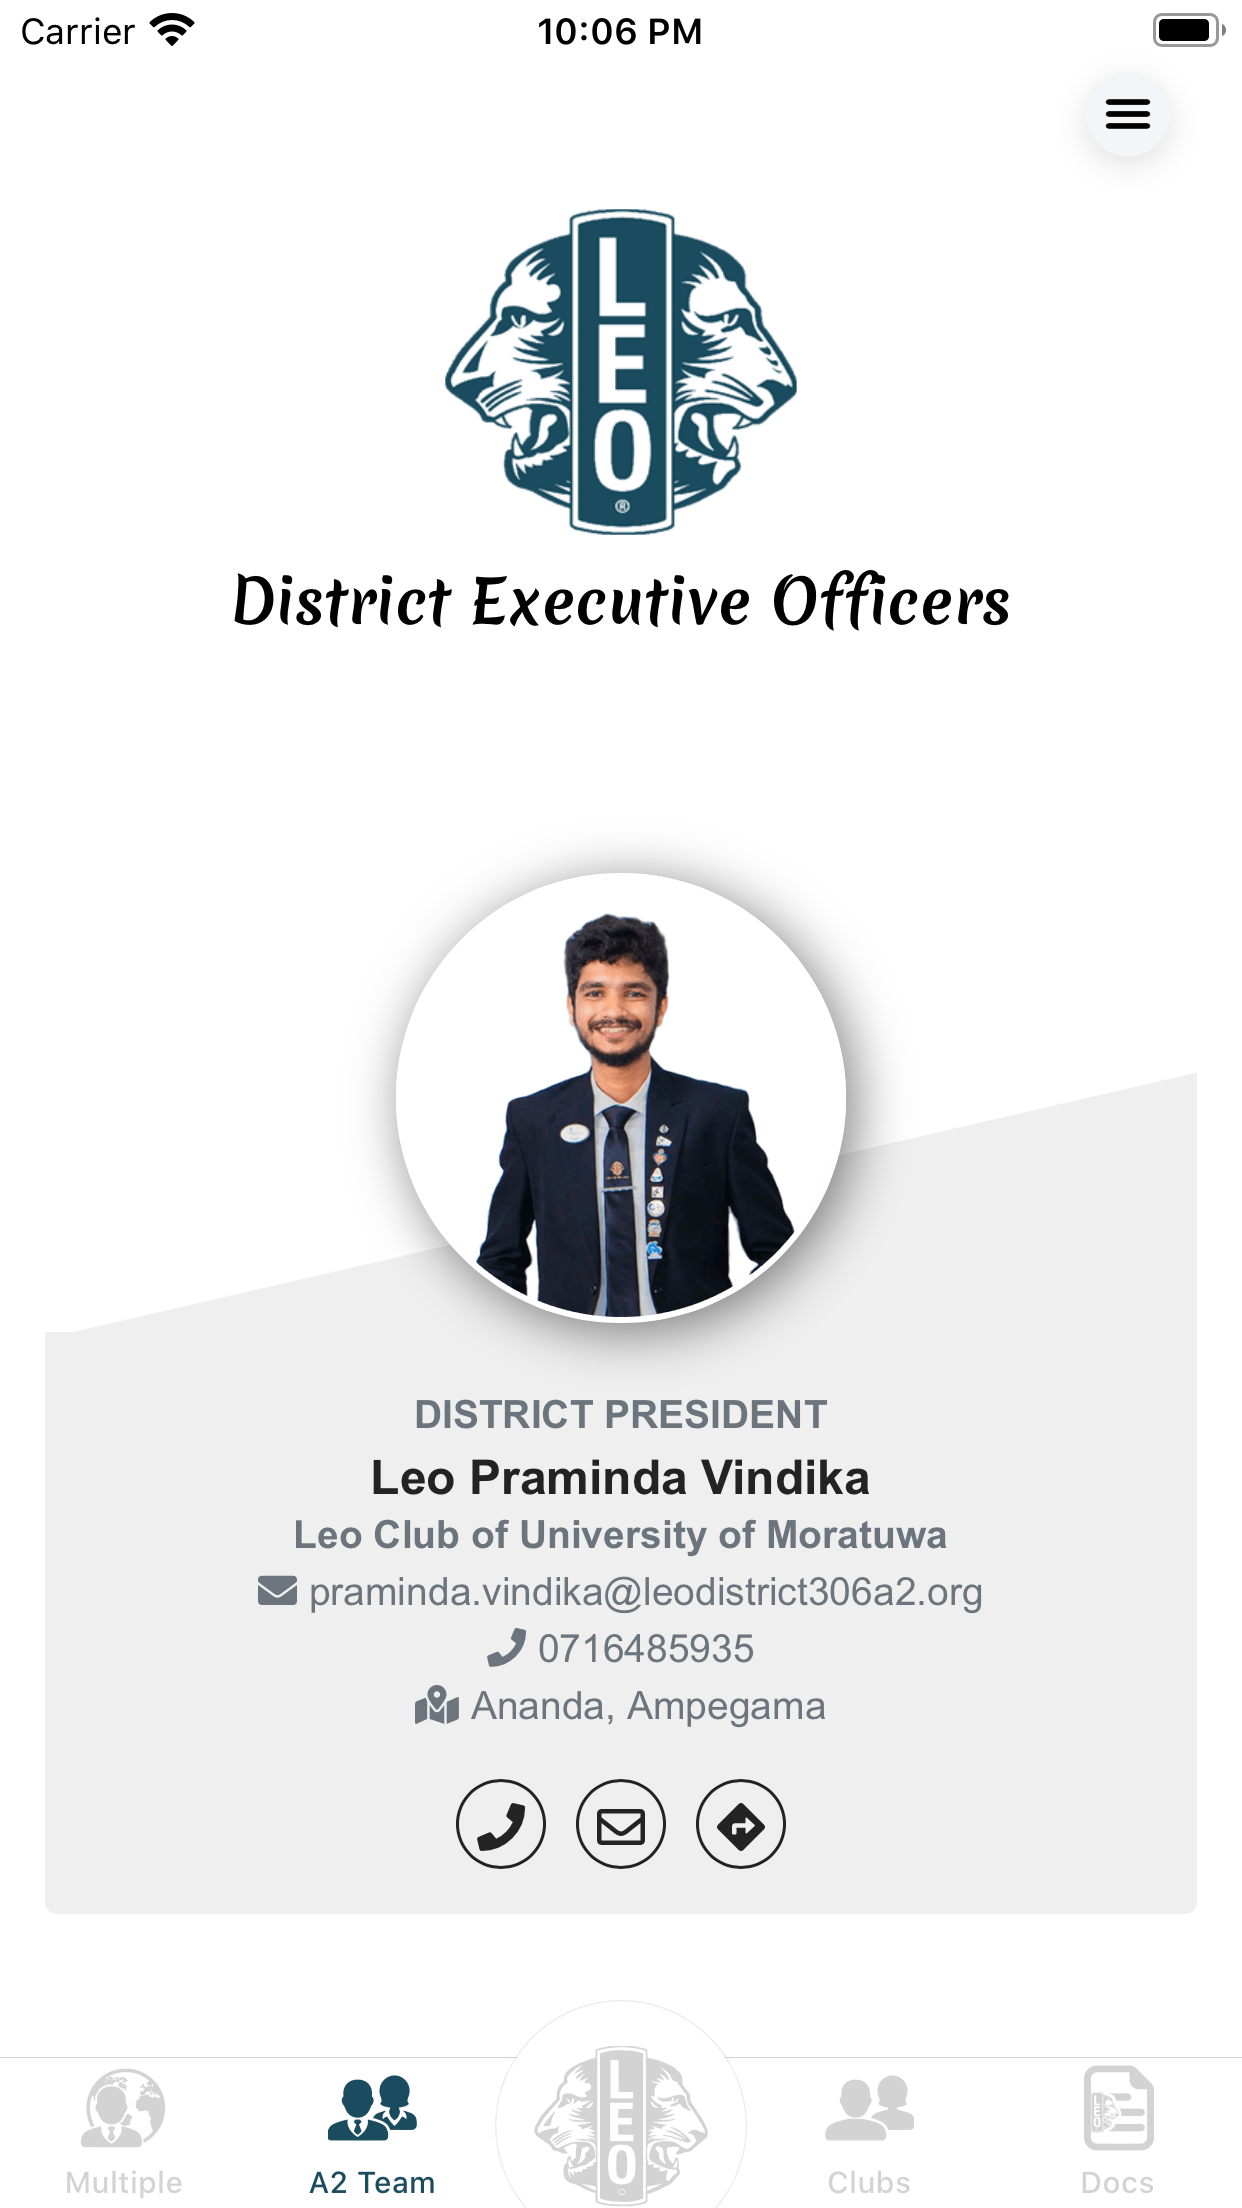 Carrier 10:06 PM
L
E
O
®
District Executive Officers
DISTRICT PRESIDENT
Leo Praminda Vindika
Leo Club of University of Moratuwa
praminda.vindika@leodistrict306a2.org
0716485935
Ananda, Ampegama
L
E
O
LEO
Multiple
A2 Team
Clubs
Docs